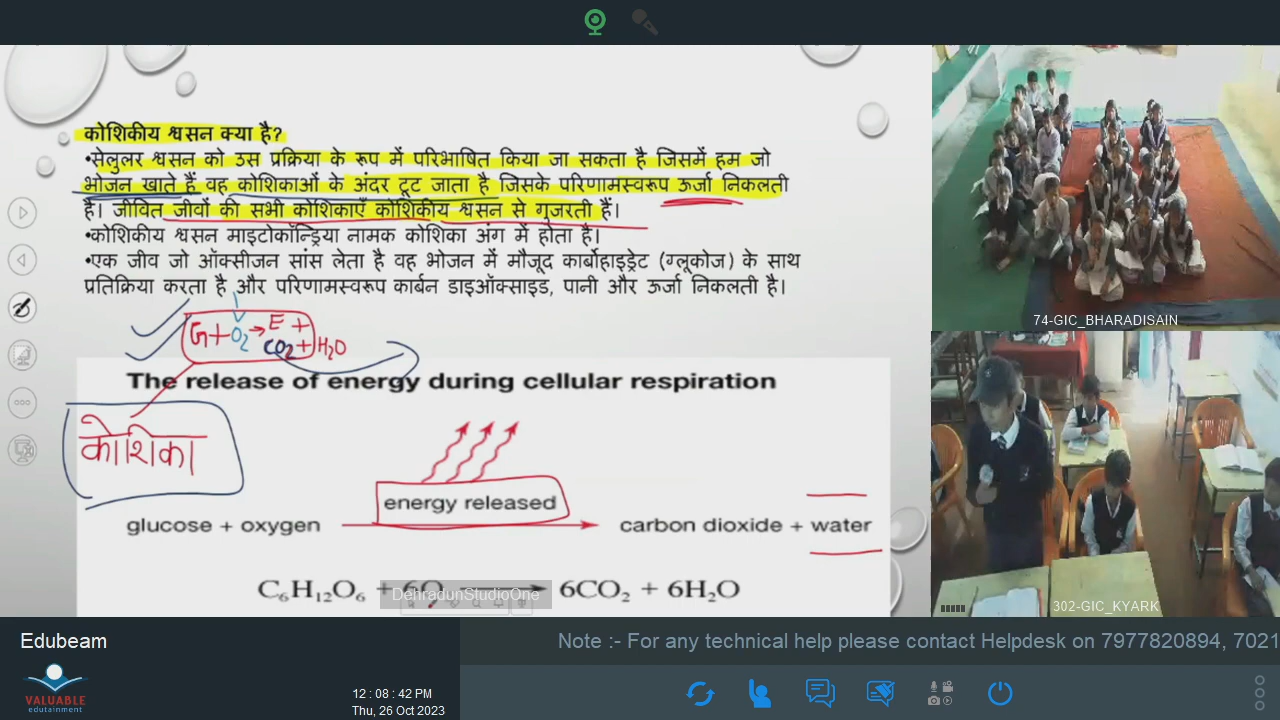 कोशिकीय श्वसन क्या है?
•सेलुलर श्वसन को उस प्रक्रिया के रूप में परिभाषित किया जा सकता है जिसमें हम जो
भोजन खाते हैं वह कोशिकाओं के अंदर टूट जाता है जिसके परिणामस्वरूप ऊर्जा निकलती
है। जीवित जीवों की सभी कोशिकाएँ कोशिकीय श्वसन से गुजरती हैं।
•कोशिकीय श्वसन माइटोकॉन्ड्रिया नामक कोशिका अंग में होता है।
•एक जीव जो ऑक्सीजन सांस लेता है वह भोजन में मौजूद कार्बोहाइड्रेट (ग्लूकोज) के साथ
प्रतिक्रिया करता है और परिणामस्वरूप कार्बन डाइऑक्साइड, पानी और ऊर्जा निकलती है।
G+O₂→E+
CO₂+H₂O
The release of energy during cellular respiration
कोशिका
energy released
glucose + oxygen
carbon dioxide + water
C₆H₁₂O₆ + 6O
6CO₂ + 6H₂O
DehradunStudioOne
74-GIC_BHARADISAIN
302-GIC_KYARK
Edubeam
VALUABLE
edutainment
12 : 08 : 42 PM
Thu, 26 Oct 2023
Note :- For any technical help please contact Helpdesk on 7977820894, 7021